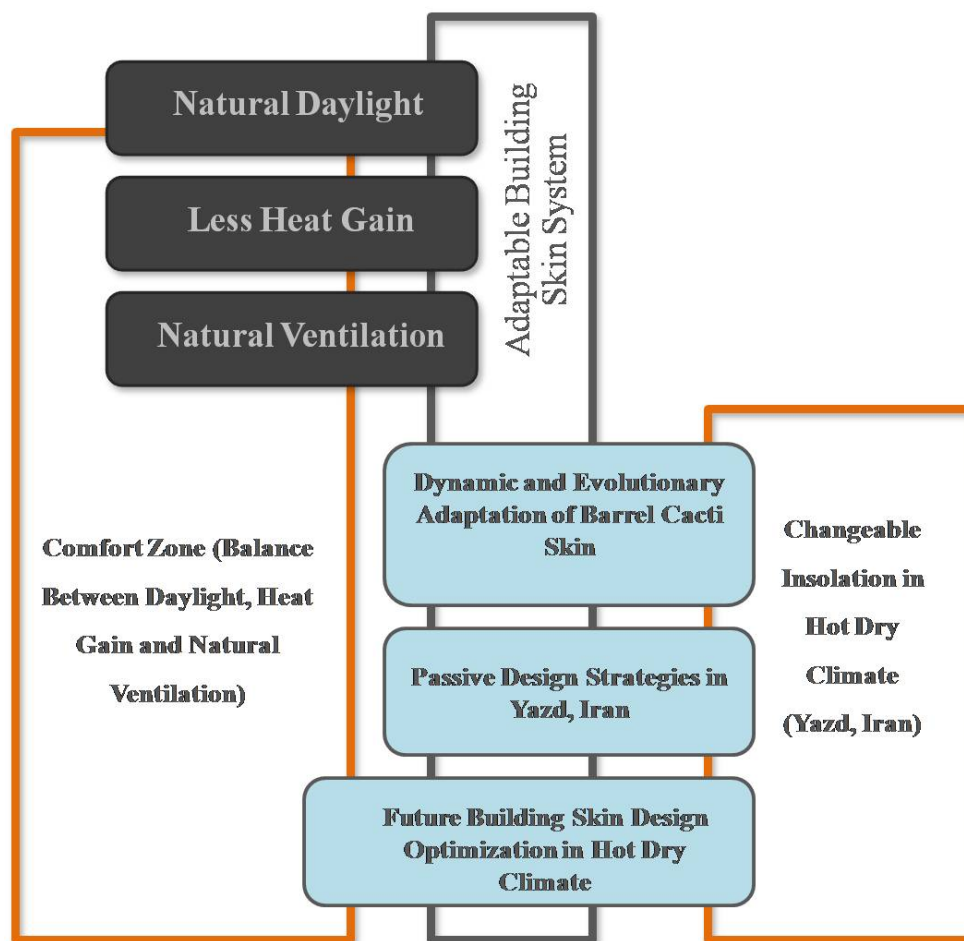 Natural Daylight
Less Heat Gain
Natural Ventilation
Adaptable Building
Skin System
Comfort Zone (Balance
Between Daylight, Heat
Gain and Natural
Ventilation)
Dynamic and Evolutionary
Adaptation of Barrel Cacti
Skin
Passive Design Strategies in
Yazd, Iran
Future Building Skin Design
Optimization in Hot Dry
Climate
Changeable
Insolation in
Hot Dry
Climate
(Yazd, Iran)